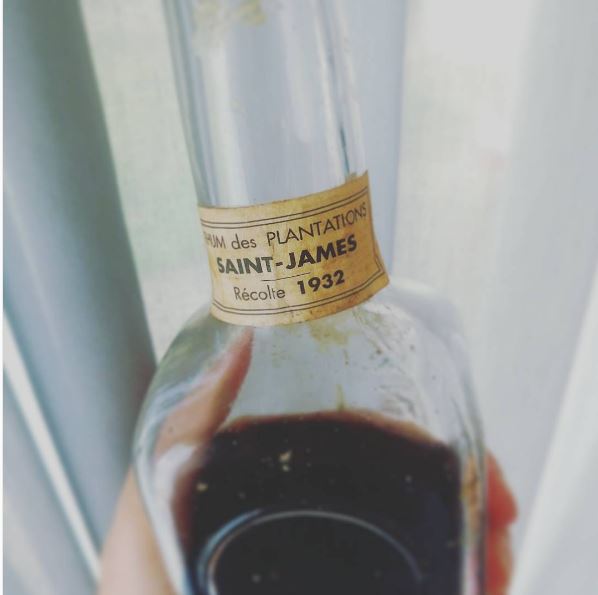 RHUM des PLANTATIONS
SAINT-JAMES
Récolte 1932